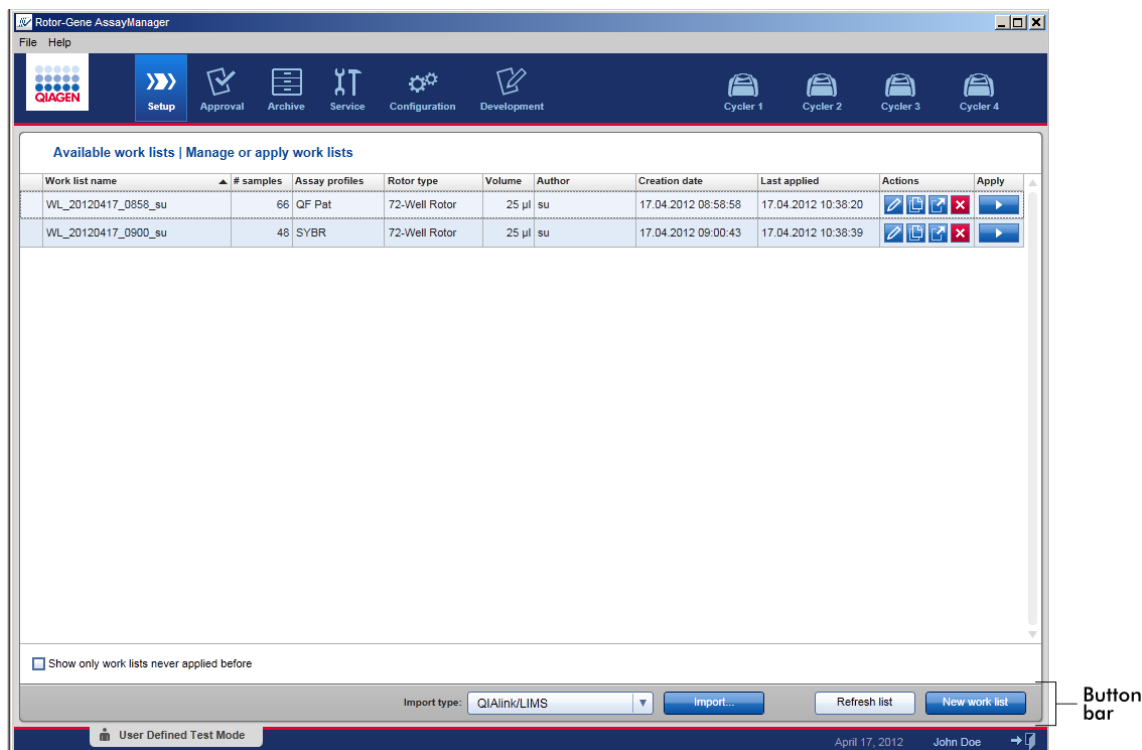 Rotor-Gene AssayManager
File Help
QIAGEN
Setup Approval Archive Service Configuration Development Cycler 1 Cycler 2 Cycler 3 Cycler 4
Available work lists | Manage or apply work lists
Work list name # samples Assay profiles Rotor type Volume Author Creation date Last applied Actions Apply
WL_20120417_0858_su 66 QF Pat 72-Well Rotor 25 µl su 17.04.2012 08:58:58 17.04.2012 10:38:20
WL_20120417_0900_su 48 SYBR 72-Well Rotor 25 µl su 17.04.2012 09:00:43 17.04.2012 10:38:39
Show only work lists never applied before
Import type: QIAlink/LIMS Import... Refresh list New work list
Button
bar
User Defined Test Mode April 17, 2012 John Doe